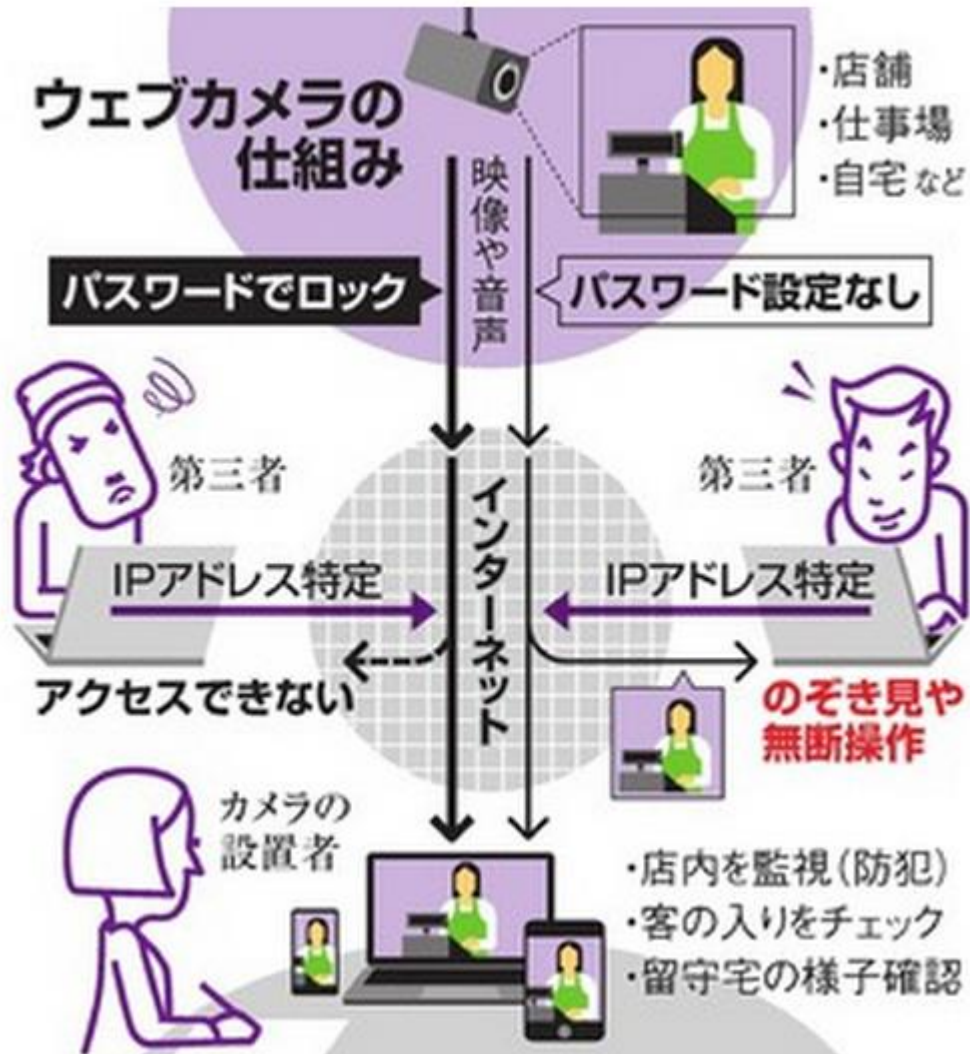 ウェブカメラの
仕組み
・店舗
・仕事場
・自宅など
映像や音声
パスワードでロック
パスワード設定なし
第三者
第三者
インターネット
IPアドレス特定
IPアドレス特定
アクセスできない
のぞき見や
無断操作
カメラの
設置者
・店内を監視(防犯)
・客の入りをチェック
・留守宅の様子確認